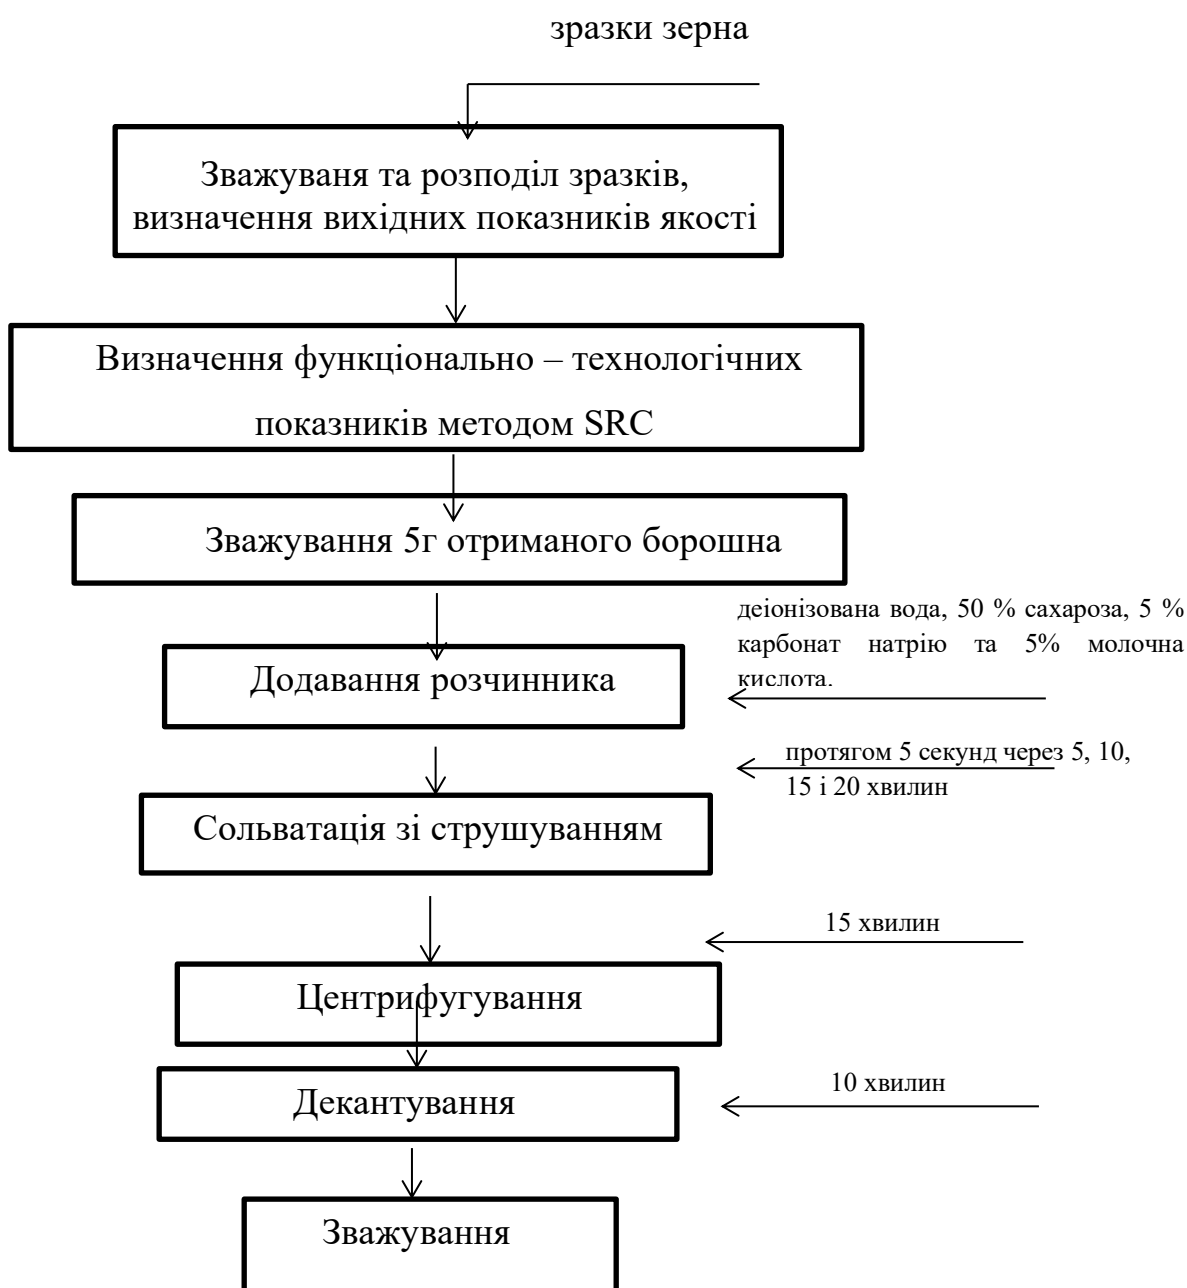 зразки зерна
Зважуваня та розподіл зразків,
визначення вихідних показників якості
Визначення функціонально – технологічних
показників методом SRC
Зважування 5г отриманого борошна
деіонізована вода, 50 % сахароза, 5 %
карбонат натрію та 5% молочна
кислота.
Додавання розчинника
протягом 5 секунд через 5, 10,
15 і 20 хвилин
Сольватація зі струшуванням
15 хвилин
Центрифугування
10 хвилин
Декантування
Зважування